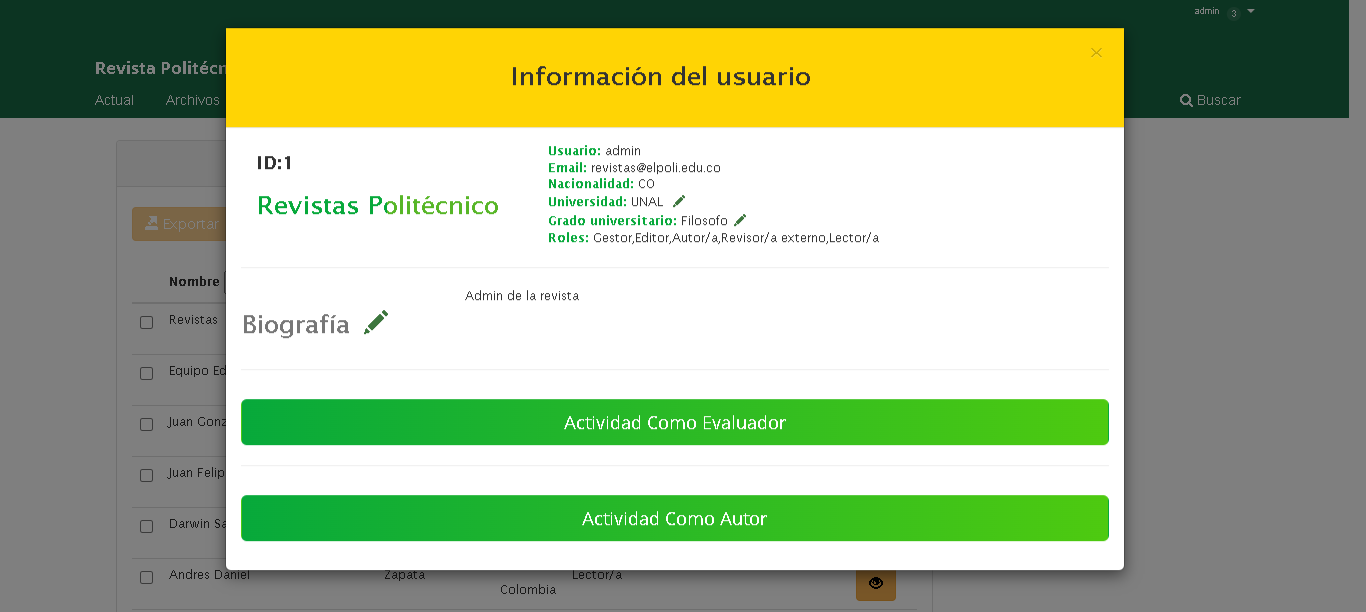 admin 3
Revista Politécn
Actual Archivos
Buscar
×
Información del usuario
ID:1
Revistas Politécnico
Usuario: admin
Email: revistas@elpoli.edu.co
Nacionalidad: CO
Universidad: UNAL
Grado universitario: Filosofo
Roles: Gestor,Editor,Autor/a,Revisor/a externo,Lector/a
Admin de la revista
Biografía
Actividad Como Evaluador
Actividad Como Autor
Exportar
Nombre
Revistas
Equipo Ed
Juan Gonz
Juan Felip
Darwin Sa
Andres Daniel Zapata Lector/a
Colombia